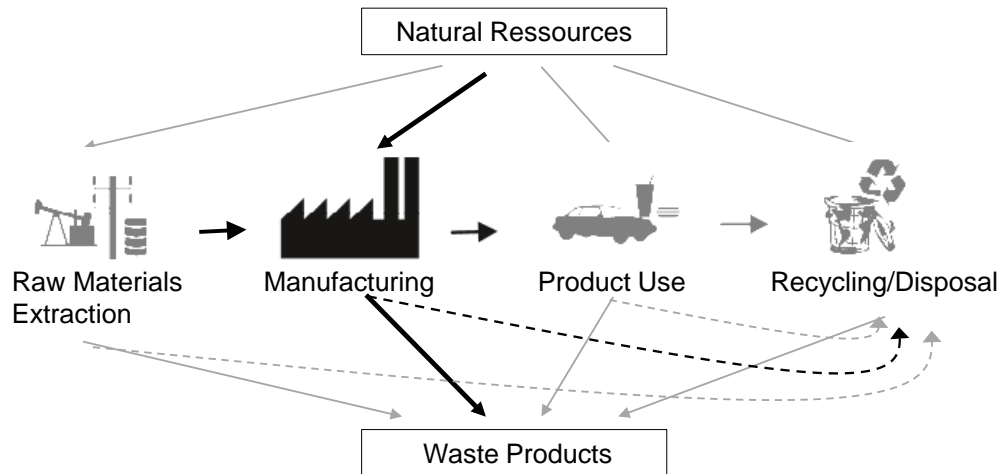 Natural Ressources
Raw Materials
Extraction
Manufacturing
Product Use
Recycling/Disposal
Waste Products